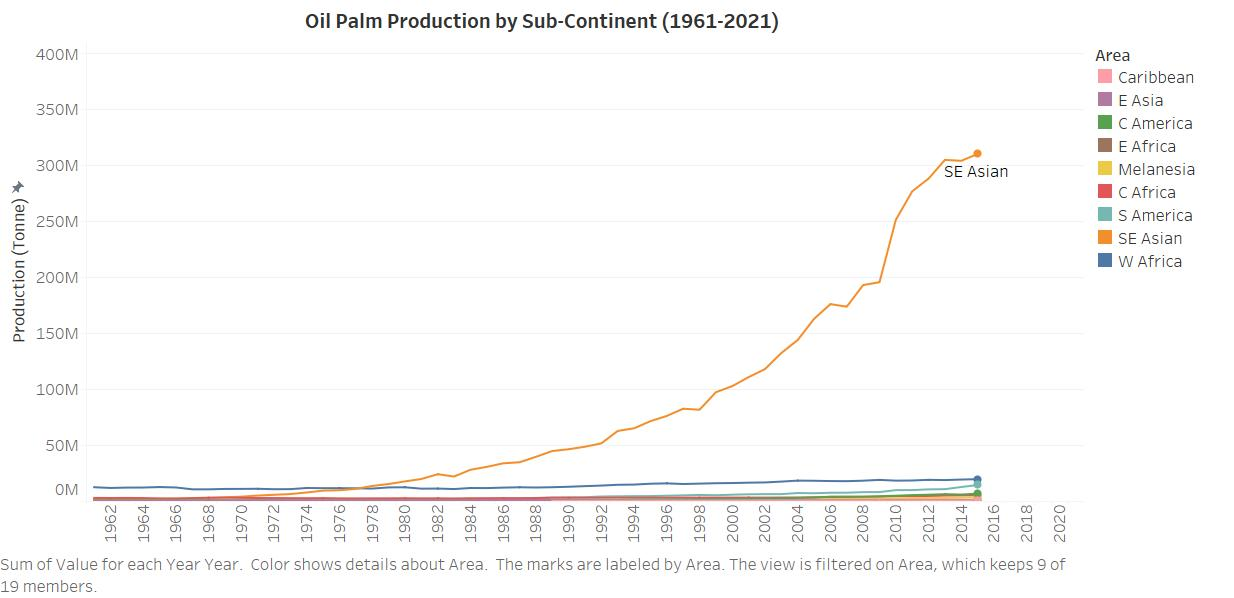 Oil Palm Production by Sub-Continent (1961-2021)
400M
350M
300M
250M
200M
150M
100M
50M
0M
Production (Tonne)
SE Asian
1962
1964
1966
1968
1970
1972
1974
1976
1978
1980
1982
1984
1986
1988
1990
1992
1994
1996
1998
2000
2002
2004
2006
2008
2010
2012
2014
2016
2018
2020
Area
Caribbean
E Asia
C America
E Africa
Melanesia
C Africa
S America
SE Asian
W Africa
Sum of Value for each Year Year.  Color shows details about Area.  The marks are labeled by Area. The view is filtered on Area, which keeps 9 of
19 members.